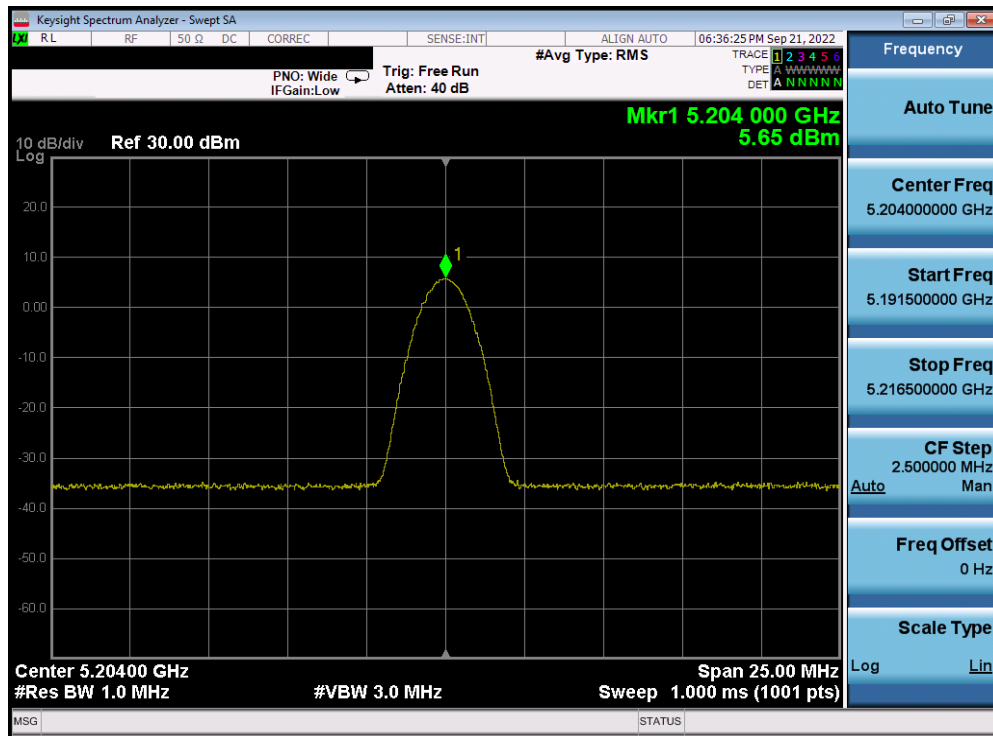 Keysight Spectrum Analyzer - Swept SA
LXI RL RF 50 Ω DC CORREC SENSE:INT ALIGN AUTO 06:36:25 PM Sep 21, 2022
#Avg Type: RMS
TRACE 1 2 3 4 5 6
TYPE A WWWWW
DET A N N N N N
PNO: Wide
IFGain:Low
Trig: Free Run
Atten: 40 dB
Mkr1 5.204 000 GHz
5.65 dBm
10 dB/div
Log
Ref 30.00 dBm
20.0
10.0
0.00
-10.0
-20.0
-30.0
-40.0
-50.0
-60.0
1
Center 5.20400 GHz
Span 25.00 MHz
#Res BW 1.0 MHz
#VBW 3.0 MHz
Sweep 1.000 ms (1001 pts)
MSG
STATUS
Frequency
Auto Tune
Center Freq
5.204000000 GHz
Start Freq
5.191500000 GHz
Stop Freq
5.216500000 GHz
CF Step
2.500000 MHz
Auto Man
Freq Offset
0 Hz
Scale Type
Log Lin